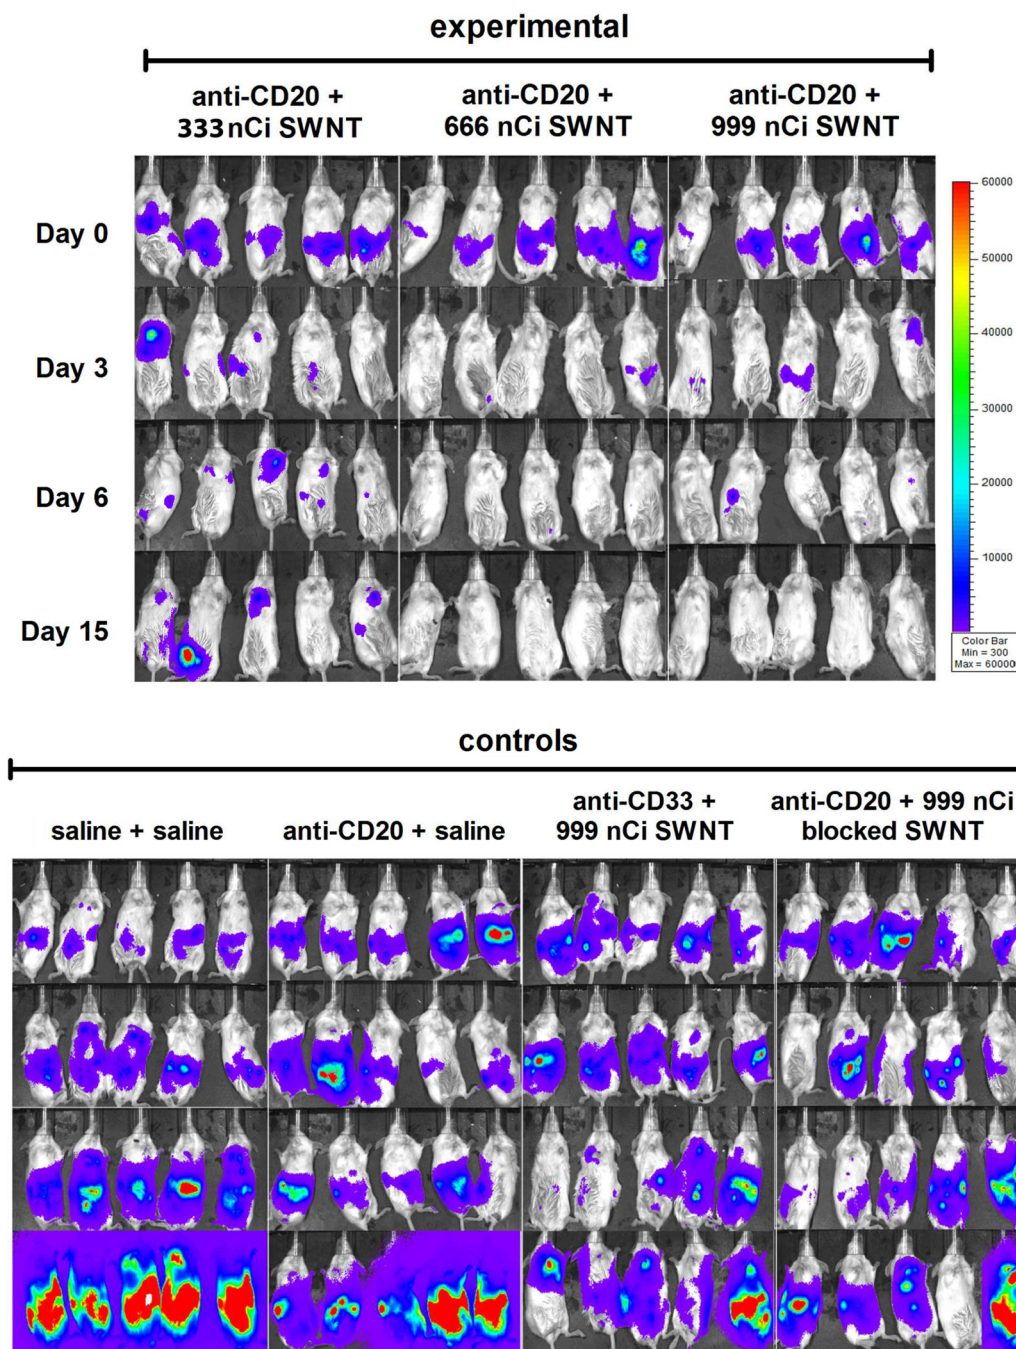 experimental
anti-CD20 +
333 nCi SWNT
anti-CD20 +
666 nCi SWNT
anti-CD20 +
999 nCi SWNT
Day 0
Day 3
Day 6
Day 15
60000
50000
40000
30000
20000
10000
Color Bar
Min = 300
Max = 60000
controls
saline + saline
anti-CD20 + saline
anti-CD33 +
999 nCi SWNT
anti-CD20 + 999 nCi
blocked SWNT